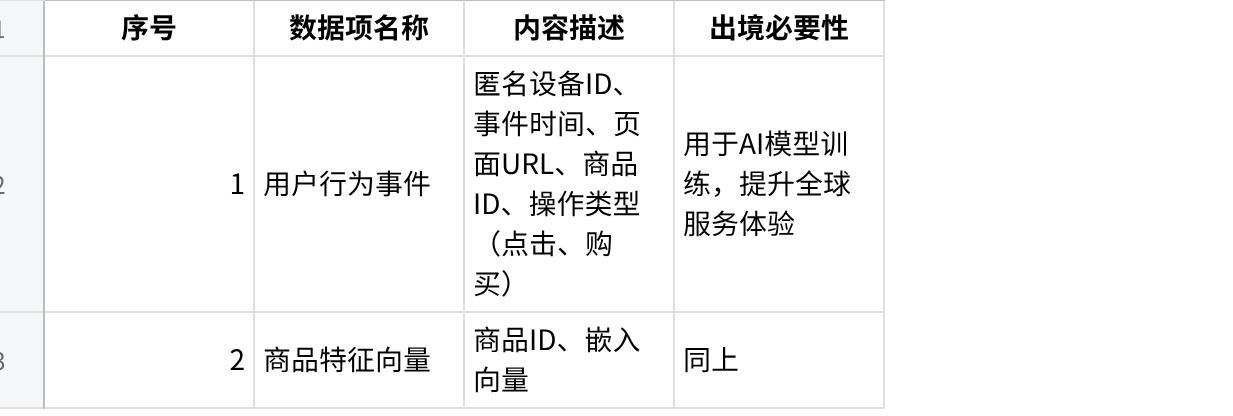 序号 数据项名称 内容描述 出境必要性
1 用户行为事件
匿名设备ID、
事件时间、页
面URL、商品
ID、操作类型
（点击、购
买）
用于AI模型训
练，提升全球
服务体验
2 商品特征向量
商品ID、嵌入
向量
同上